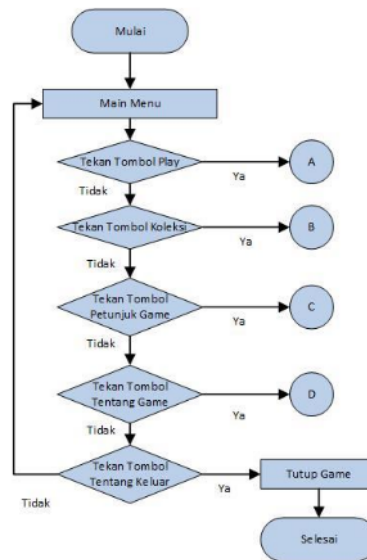 Mulai
Main Menu
Tekan Tombol Play
Ya
A
Tidak
Tekan Tombol Koleksi
Ya
B
Tidak
Tekan Tombol
Petunjuk Game
Ya
C
Tidak
Tekan Tombol
Tentang Game
Ya
D
Tidak
Tekan Tombol
Tentang Keluar
Tidak
Ya
Tutup Game
Selesai